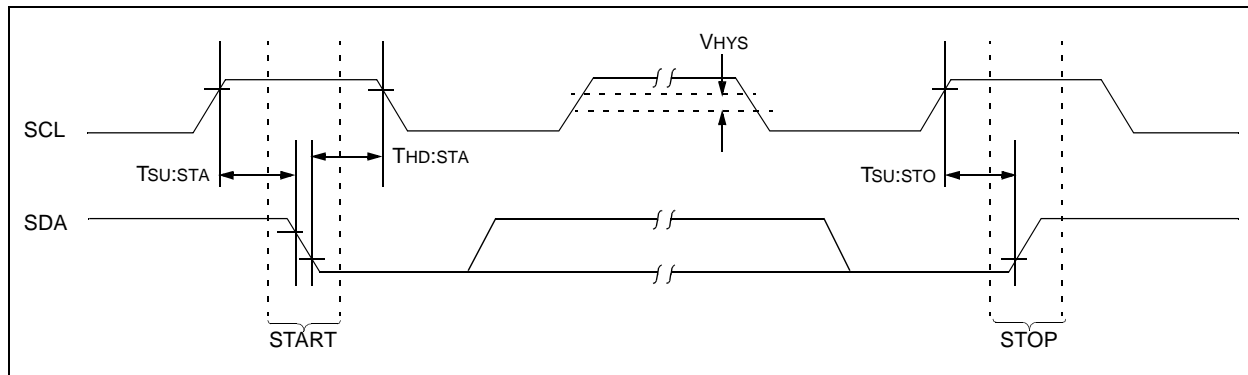 VHYS
SCL
TSU:STA
THD:STA
TSU:STO
SDA
START
STOP